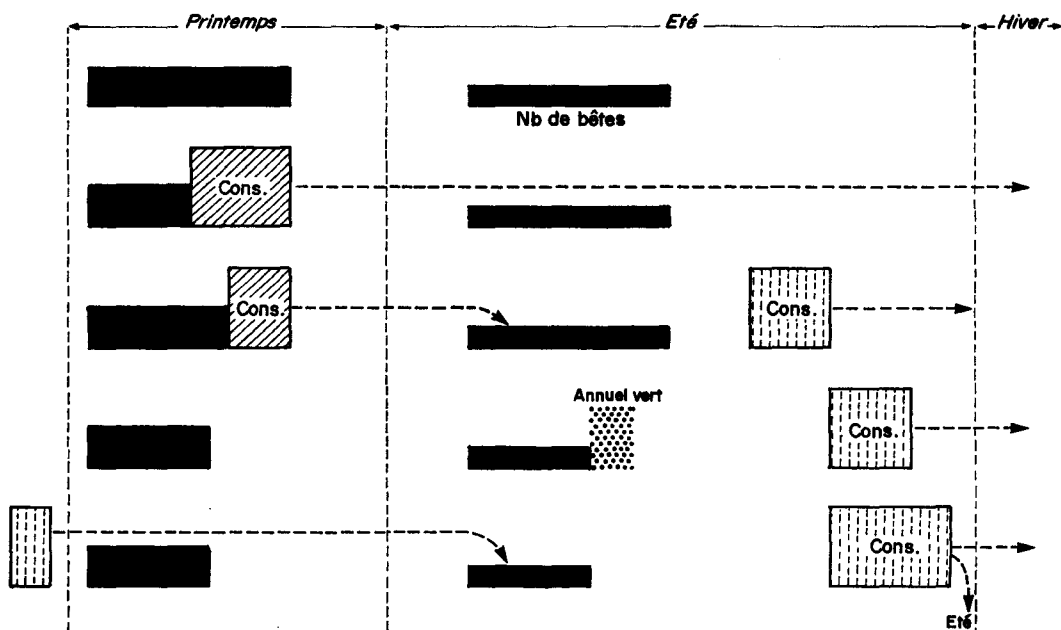 Printemps
Eté
Hiver
Nb de bêtes
Cons.
Cons.
Cons.
Annuel vert
Cons.
Cons.
Eté